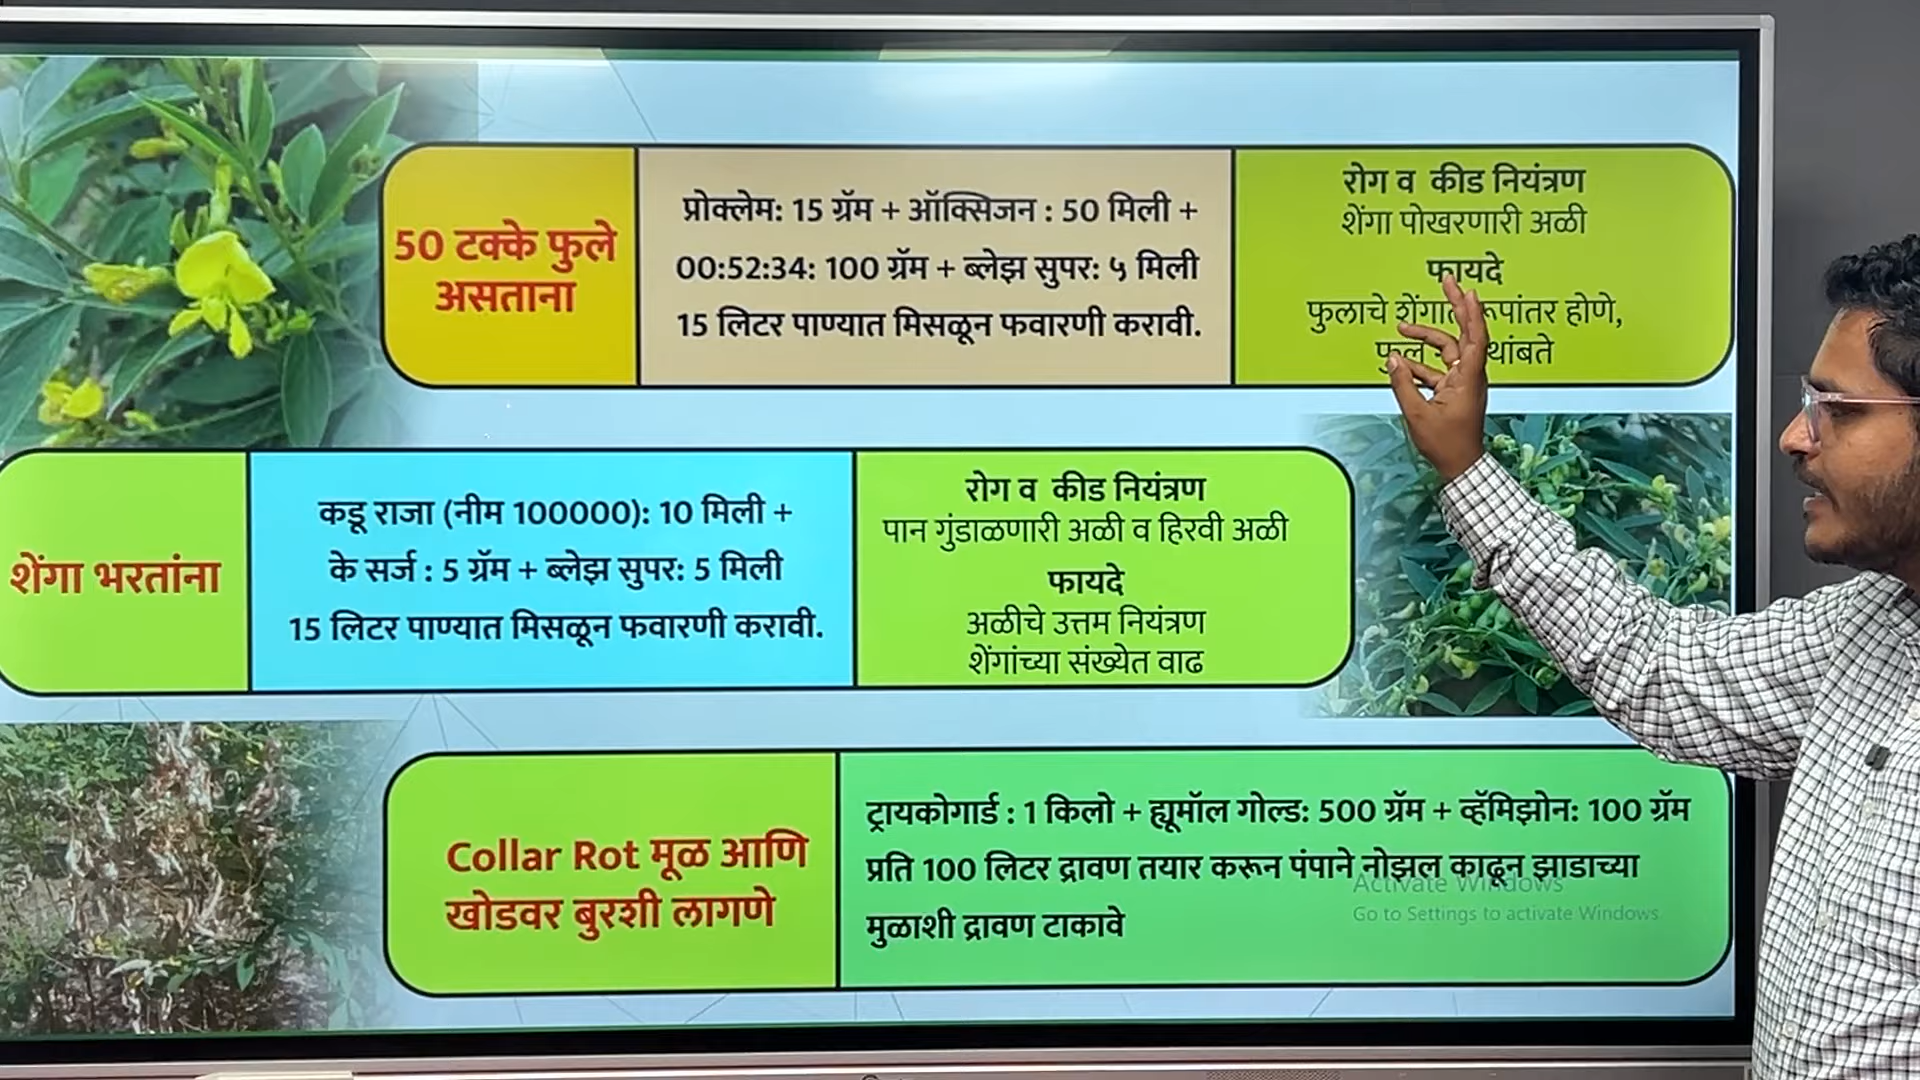 50 टक्के फुले
असताना
प्रोक्लेम: 15 ग्रॅम + ऑक्सिजन : 50 मिली +
00:52:34: 100 ग्रॅम + ब्लेझ सुपर: ५ मिली
15 लिटर पाण्यात मिसळून फवारणी करावी.
रोग व कीड नियंत्रण
शेंगा पोखरणारी अळी
फायदे
फुलाचे रूपांतर होणे,
थांबते
शेंगा भरतांना
कडू राजा (नीम 100000): 10 मिली +
के सर्ज : 5 ग्रॅम + ब्लेझ सुपर: 5 मिली
15 लिटर पाण्यात मिसळून फवारणी करावी.
रोग व कीड नियंत्रण
पान गुंडाळणारी अळी व हिरवी अळी
फायदे
अळीचे उत्तम नियंत्रण
शेंगांच्या संख्येत वाढ
Collar Rot मूळ आणि
खोडवर बुरशी लागणे
ट्रायकोगार्ड : 1 किलो + ह्यूमॉल गोल्ड: 500 ग्रॅम + व्हॅमिझोन: 100 ग्रॅम
प्रति 100 लिटर द्रावण तयार करून पंपाने नोझल काढून झाडाच्या
मुळाशी द्रावण टाकावे
Activate Windows
Go to Settings to activate Windows.